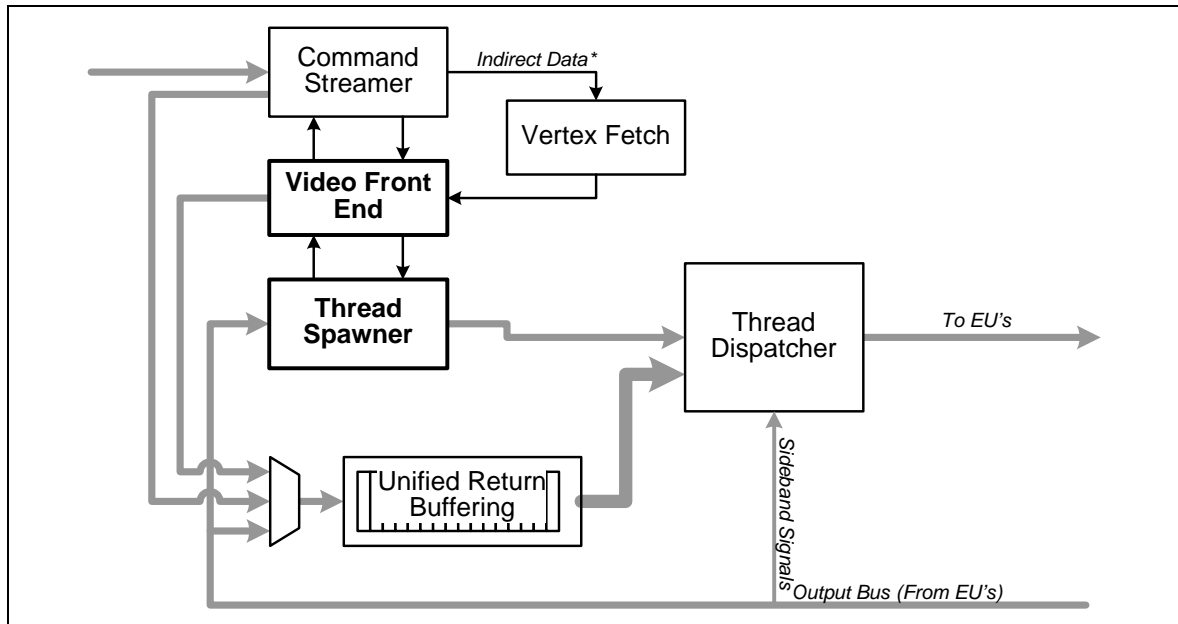 Command
Streamer
Indirect Data*
Vertex Fetch
Video Front
End
Thread
Spawner
Thread
Dispatcher
To EU's
Unified Return
Buffering
Sideband Signals
Output Bus (From EU's)